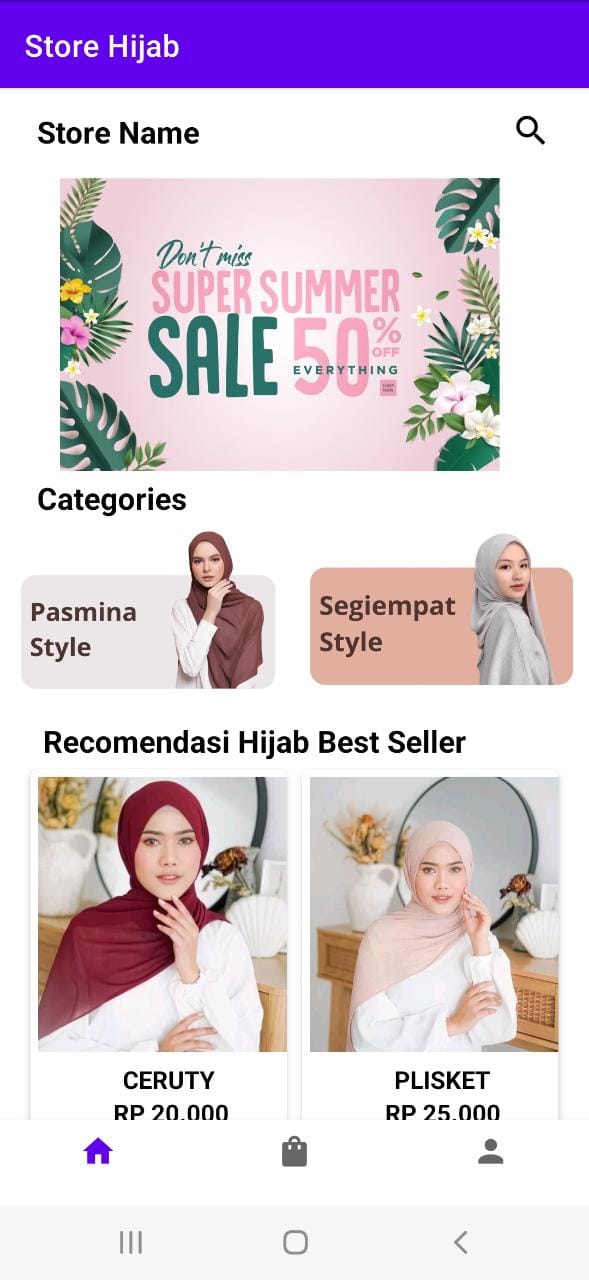 Store Hijab
Store Name
Don't miss
SUPER SUMMER
SALE 50% OFF
EVERYTHING
SHOP
NOW
Categories
Pasmina
Style
Segiempat
Style
Recomendasi Hijab Best Seller
CERUTY
PLISKET
RP 20.000
RP 25.000